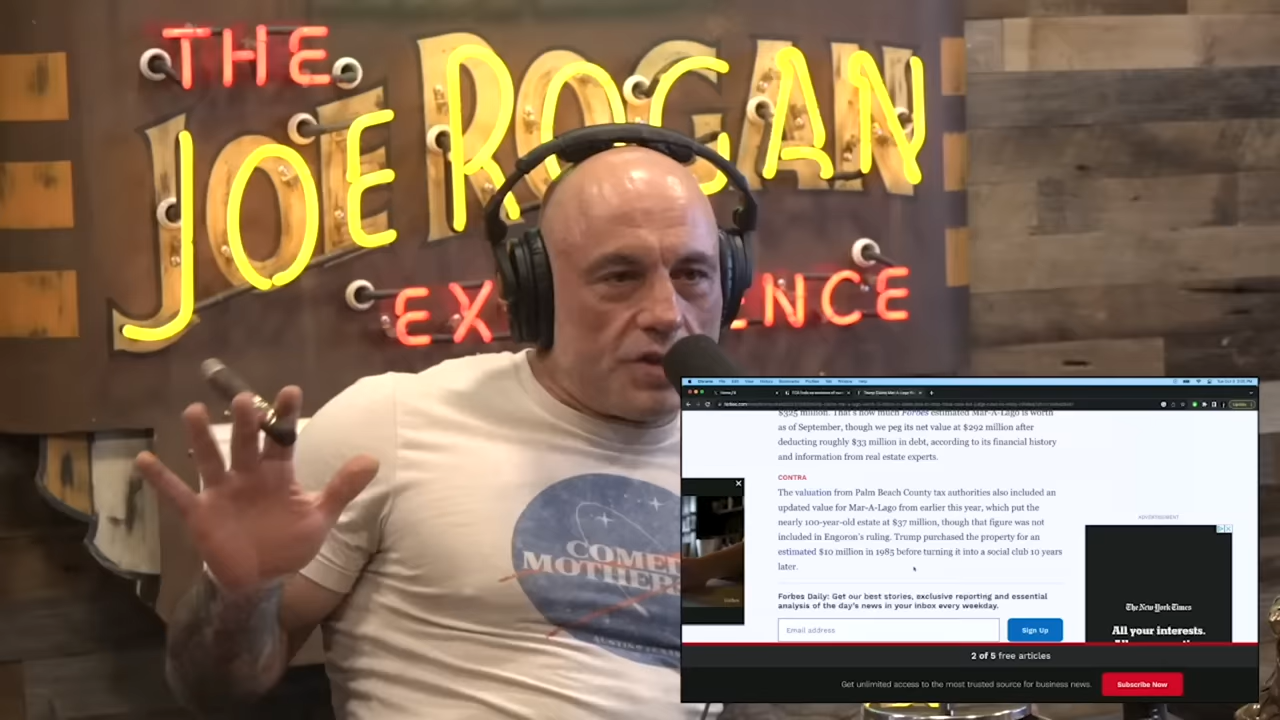 THE
JOE ROGAN
EX ENCE
COME
MOTHER
AUSTIN, TEXAS
$325 million. That's how much Forbes estimated Mar-A-Lago is worth
as of September, though we peg its net value at $292 million after
deducting roughly $33 million in debt, according to its financial history
and information from real estate experts.
CONTRA
The valuation from Palm Beach County tax authorities also included an
updated value for Mar-A-Lago from earlier this year, which put the
nearly 100-year-old estate at $37 million, though that figure was not
included in Engoron's ruling. Trump purchased the property for an
estimated $10 million in 1985 before turning it into a social club 10 years
later.
ADVERTISEMENT
Forbes Daily: Get our best stories, exclusive reporting and essential
analysis of the day's news in your inbox every weekday.
Email address
Sign Up
The New York Times
All your interests.
2 of 5 free articles
Get unlimited access to the most trusted source for business news.
Subscribe Now